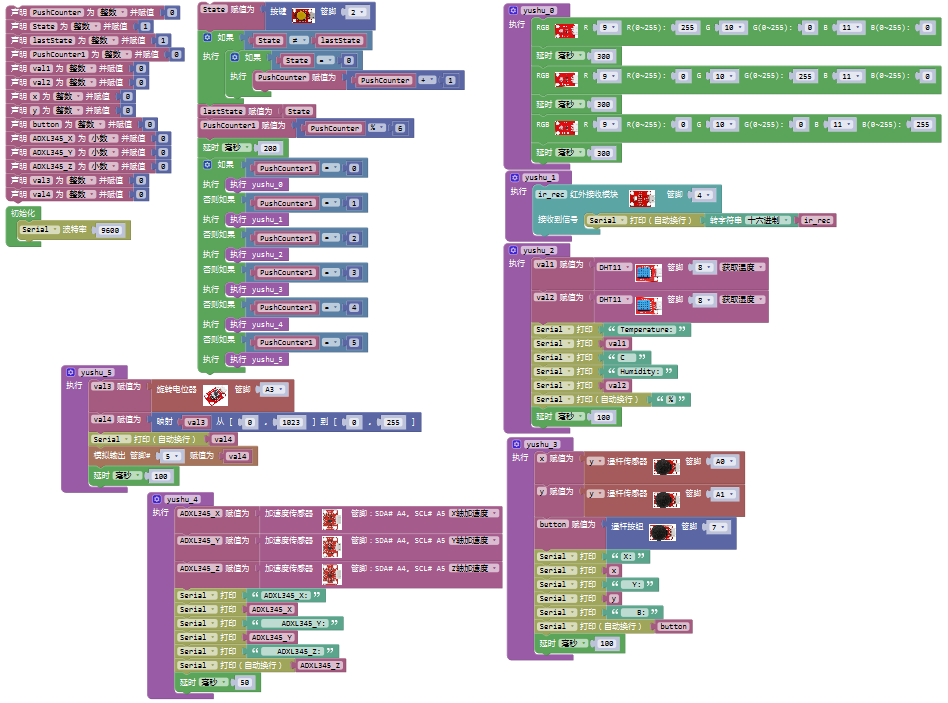 声明 PushCounter 为 整数 并赋值 0
声明 State 为 整数 并赋值 1
声明 lastState 为 整数 并赋值 1
声明 PushCounter1 为 整数 并赋值 0
声明 val1 为 整数 并赋值 0
声明 val2 为 整数 并赋值 0
声明 x 为 整数 并赋值 0
声明 y 为 整数 并赋值 0
声明 button 为 整数 并赋值 0
声明 ADXL345_X 为 小数 并赋值 0
声明 ADXL345_Y 为 小数 并赋值 0
声明 ADXL345_Z 为 小数 并赋值 0
声明 val3 为 整数 并赋值 0
声明 val4 为 整数 并赋值 0
初始化
Serial 波特率 9600
State 赋值为 按键 管脚 2
如果 State ≠ lastState
执行 如果 State = 0
执行 PushCounter 赋值为 PushCounter + 1
lastState 赋值为 State
PushCounter1 赋值为 PushCounter % 6
延时 毫秒 200
如果 PushCounter1 = 0
执行 执行 yushu_0
否则如果 PushCounter1 = 1
执行 执行 yushu_1
否则如果 PushCounter1 = 2
执行 执行 yushu_2
否则如果 PushCounter1 = 3
执行 执行 yushu_3
否则如果 PushCounter1 = 4
执行 执行 yushu_4
否则如果 PushCounter1 = 5
执行 执行 yushu_5
yushu_0
执行 RGB R 9 R(0~255): 255 G 10 G(0~255): 0 B 11 B(0~255): 0
延时 毫秒 300
RGB R 9 R(0~255): 0 G 10 G(0~255): 255 B 11 B(0~255): 0
延时 毫秒 300
RGB R 9 R(0~255): 0 G 10 G(0~255): 0 B 11 B(0~255): 255
延时 毫秒 300
yushu_1
执行 ir_rec 红外接收模块 管脚 4
接收到信号 Serial 打印(自动换行) 转字符串 十六进制 ir_rec
yushu_2
执行 val1 赋值为 DHT11 管脚 8 获取温度
val2 赋值为 DHT11 管脚 8 获取湿度
Serial 打印 “ Temperature: ”
Serial 打印 val1
Serial 打印 “ C ”
Serial 打印 “ Humidity: ”
Serial 打印 val2
Serial 打印(自动换行) “ % ”
延时 毫秒 100
yushu_3
执行 x 赋值为 y 遥杆传感器 管脚 A0
y 赋值为 y 遥杆传感器 管脚 A1
button 赋值为 遥杆按钮 管脚 7
Serial 打印 “ X: ”
Serial 打印 x
Serial 打印 “ Y: ”
Serial 打印 y
Serial 打印 “ B: ”
Serial 打印(自动换行) button
延时 毫秒 100
yushu_5
执行 val3 赋值为 旋转电位器 管脚 A3
val4 赋值为 映射 val3 从 [ 0 , 1023 ] 到 [ 0 , 255 ]
Serial 打印(自动换行) val4
模拟输出 管脚# 5 赋值为 val4
延时 毫秒 100
yushu_4
执行 ADXL345_X 赋值为 加速度传感器 管脚：SDA# A4, SCL# A5 X轴加速度
ADXL345_Y 赋值为 加速度传感器 管脚：SDA# A4, SCL# A5 Y轴加速度
ADXL345_Z 赋值为 加速度传感器 管脚：SDA# A4, SCL# A5 Z轴加速度
Serial 打印 “ ADXL345_X: ”
Serial 打印 ADXL345_X
Serial 打印 “ ADXL345_Y: ”
Serial 打印 ADXL345_Y
Serial 打印 “ ADXL345_Z: ”
Serial 打印(自动换行) ADXL345_Z
延时 毫秒 50